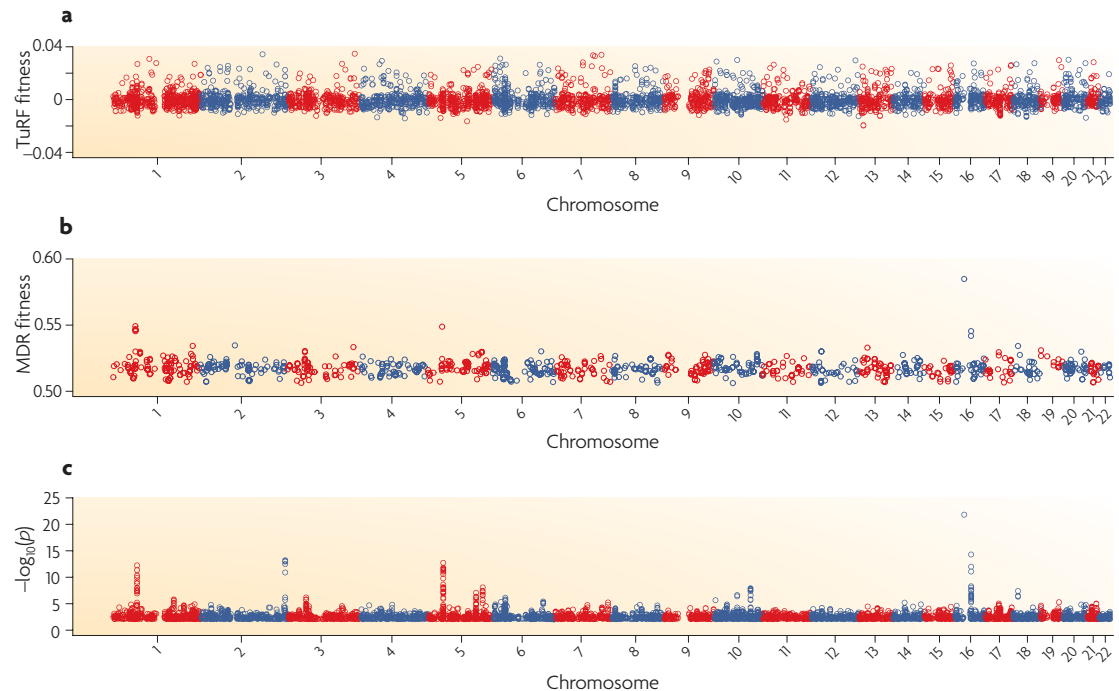 a
TuRF fitness
0.04
0
–0.04
1 2 3 4 5 6 7 8 9 10 11 12 13 14 15 16 17 18 19 20 21 22
Chromosome
b
MDR fitness
0.60
0.55
0.50
1 2 3 4 5 6 7 8 9 10 11 12 13 14 15 16 17 18 19 20 21 22
Chromosome
c
–log₁₀(p)
25
20
15
10
5
0
1 2 3 4 5 6 7 8 9 10 11 12 13 14 15 16 17 18 19 20 21 22
Chromosome